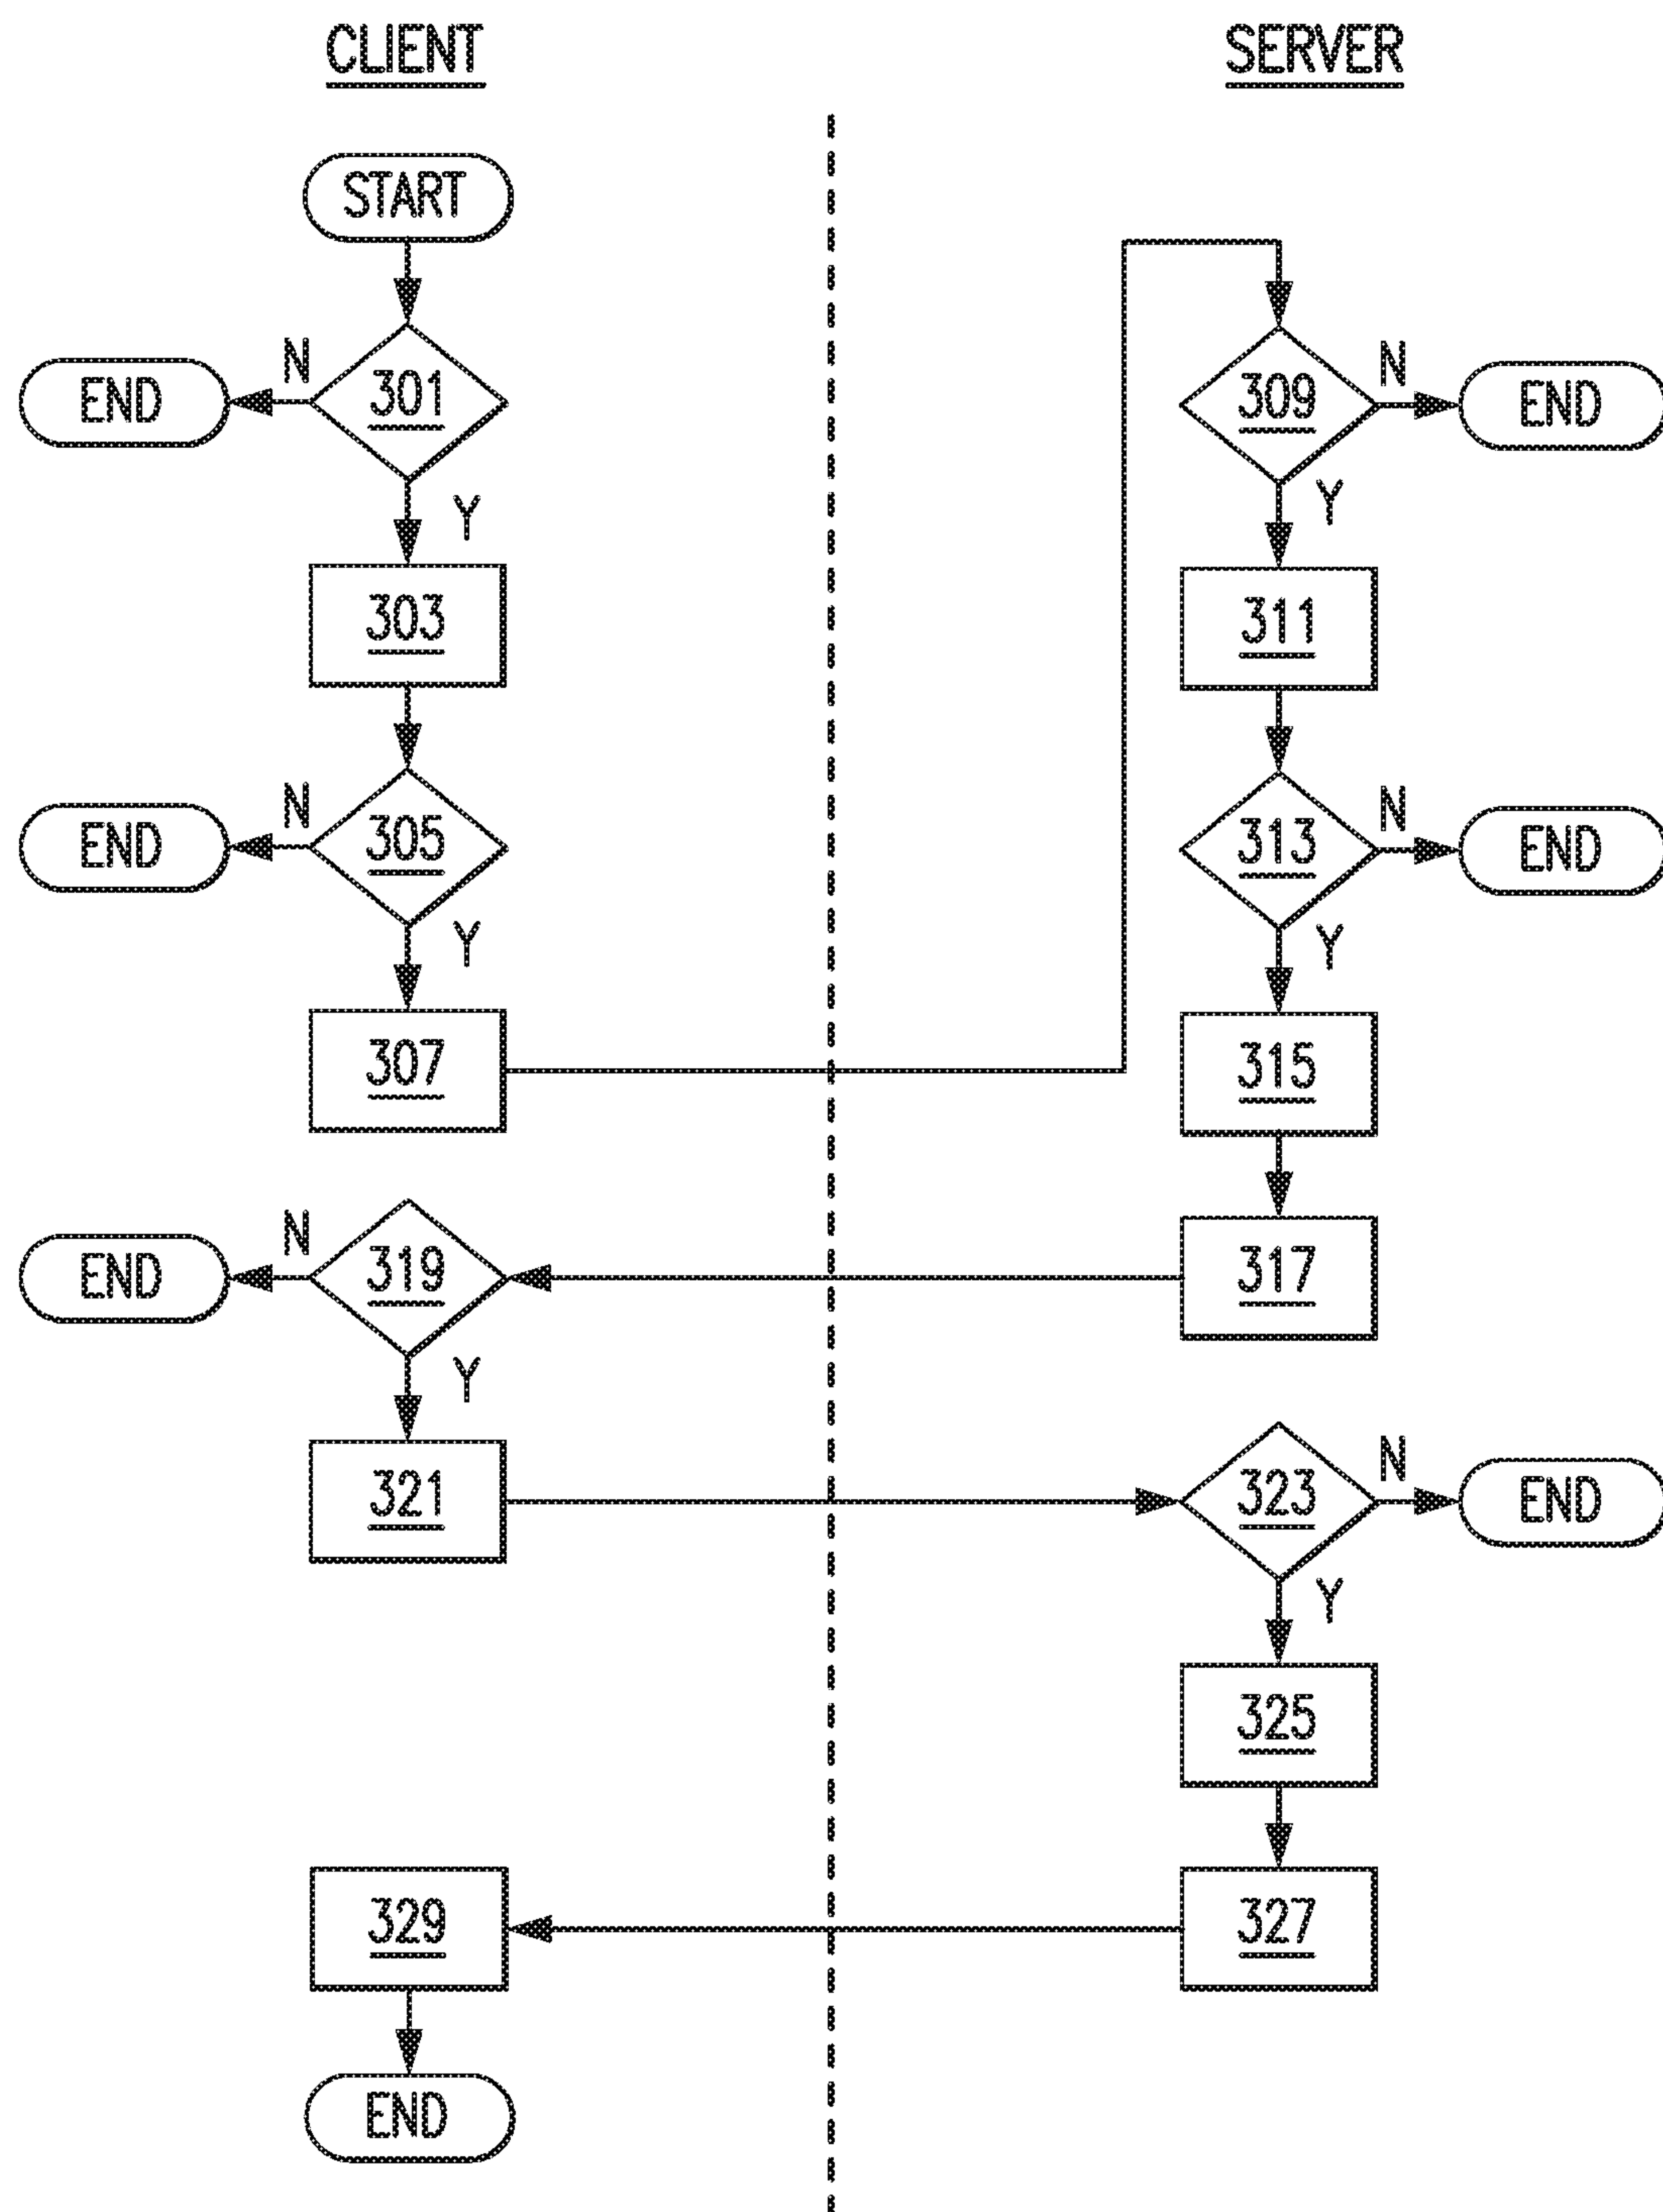 CLIENT
SERVER
START
END
N
301
Y
303
END
N
305
Y
307
309
N
END
Y
311
313
N
END
Y
315
317
END
N
319
Y
321
323
N
END
Y
325
327
329
END